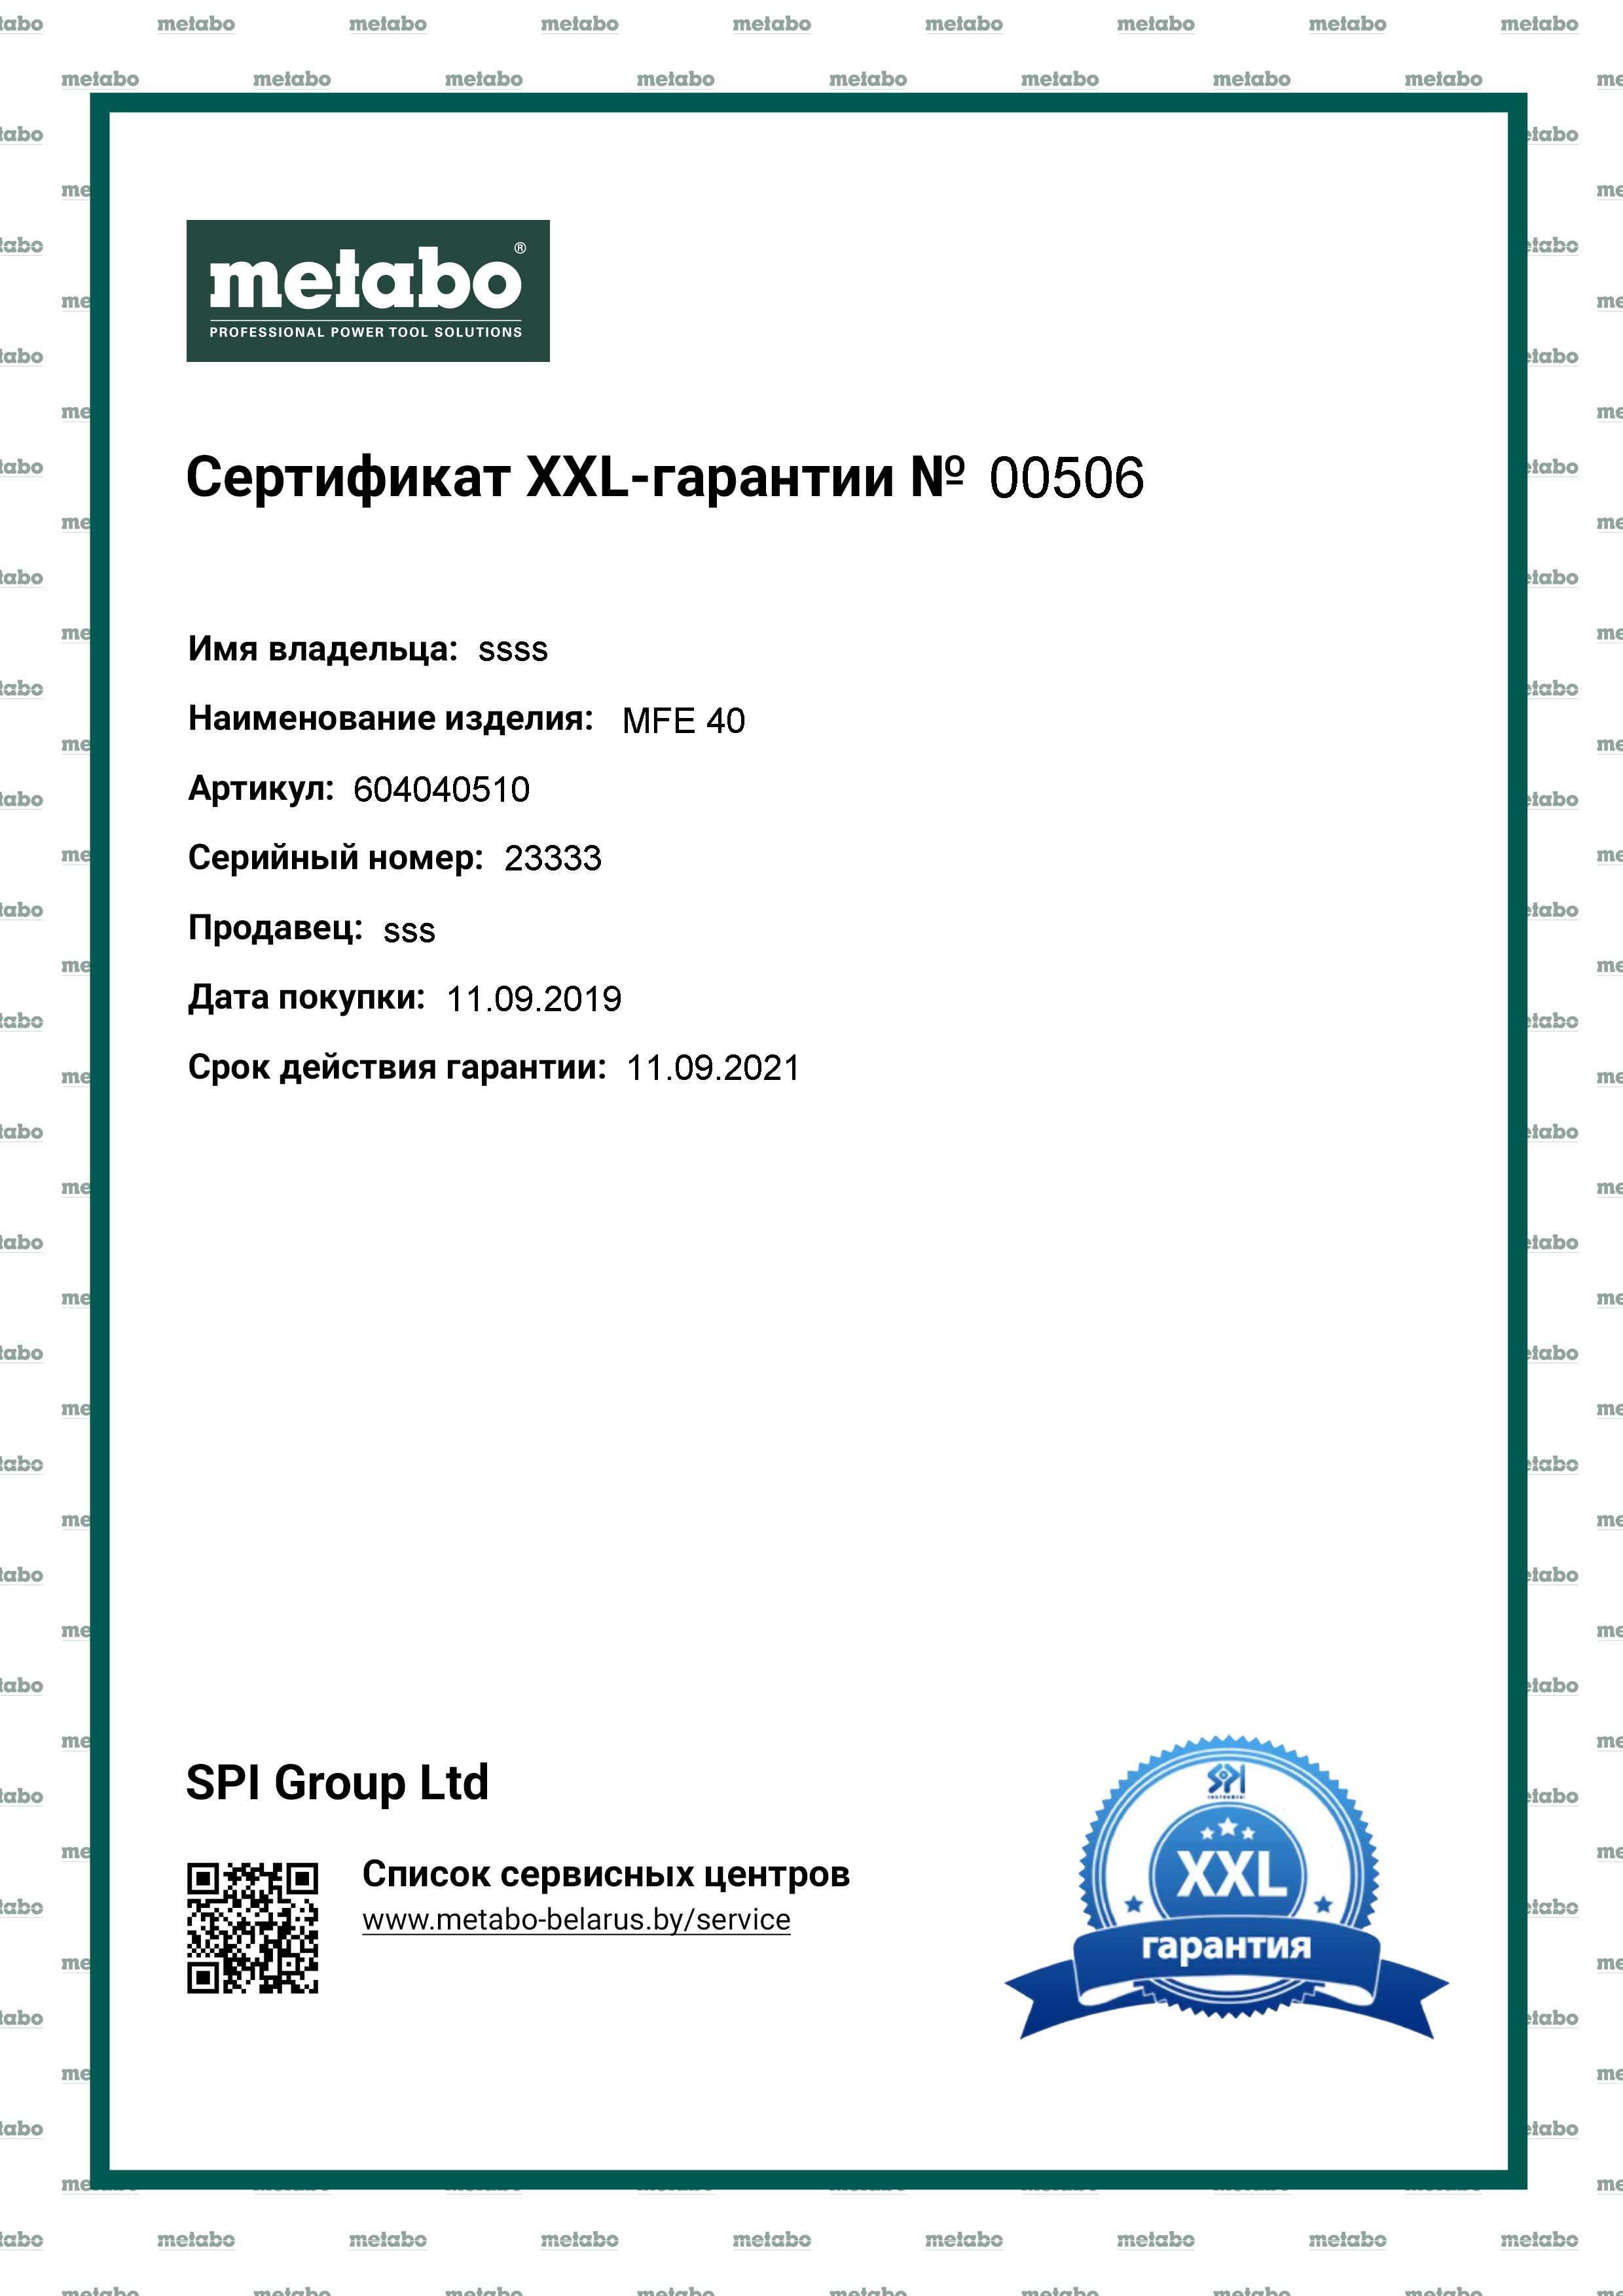 metabo®
PROFESSIONAL POWER TOOL SOLUTIONS
Сертификат XXL-гарантии № 00506
Имя владельца: ssss
Наименование изделия: MFE 40
Артикул: 604040510
Серийный номер: 23333
Продавец: sss
Дата покупки: 11.09.2019
Срок действия гарантии: 11.09.2021
SPI Group Ltd
Список сервисных центров
www.metabo-belarus.by/service
SPI
XXL
гарантия